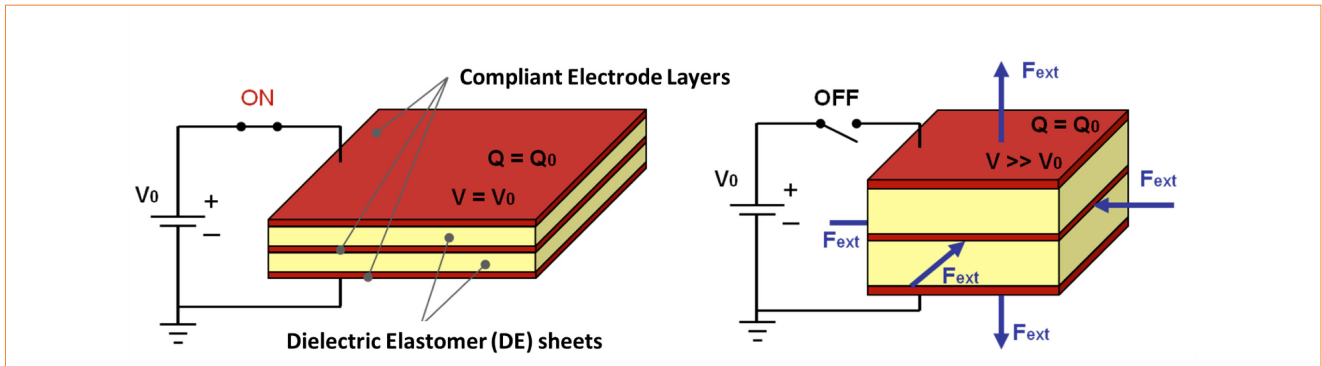 Compliant Electrode Layers
ON
Q = Q₀
V = V₀
V₀
+
−
Dielectric Elastomer (DE) sheets
OFF
Fext
Q = Q₀
V >> V₀
V₀
+
−
Fext
Fext
Fext
Fext